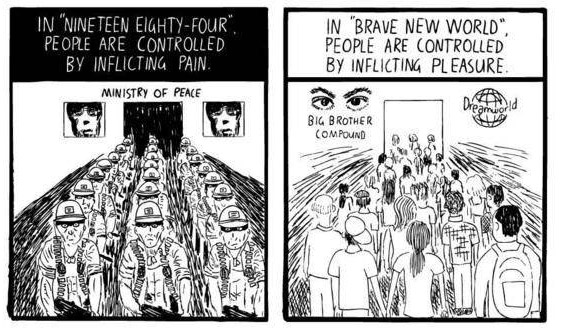 IN "NINETEEN EIGHTY-FOUR",
PEOPLE ARE CONTROLLED
BY INFLICTING PAIN.
MINISTRY OF PEACE
IN "BRAVE NEW WORLD",
PEOPLE ARE CONTROLLED
BY INFLICTING PLEASURE.
BIG BROTHER
COMPOUND
Dreamworld